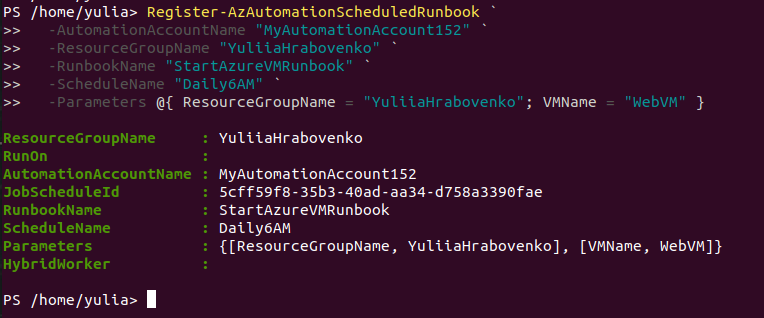 PS /home/yulia> Register-AzAutomationScheduledRunbook `
>>   -AutomationAccountName "MyAutomationAccount152" `
>>   -ResourceGroupName "YuliiaHrabovenko" `
>>   -RunbookName "StartAzureVMRunbook" `
>>   -ScheduleName "Daily6AM" `
>>   -Parameters @{ ResourceGroupName = "YuliiaHrabovenko"; VMName = "WebVM" }
ResourceGroupName     : YuliiaHrabovenko
RunOn                 :
AutomationAccountName : MyAutomationAccount152
JobScheduleId         : 5cff59f8-35b3-40ad-aa34-d758a3390fae
RunbookName           : StartAzureVMRunbook
ScheduleName          : Daily6AM
Parameters            : {[ResourceGroupName, YuliiaHrabovenko], [VMName, WebVM]}
HybridWorker          :
PS /home/yulia>